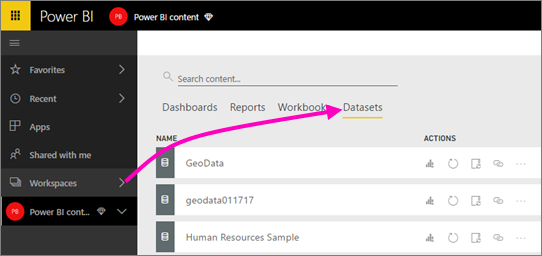 Power BI PB Power BI content
Search content...
Favorites
Dashboards Reports Workbook Datasets
Recent
Apps
NAME ACTIONS
Shared with me
GeoData
Workspaces
geodata011717
PB Power BI cont...
Human Resources Sample